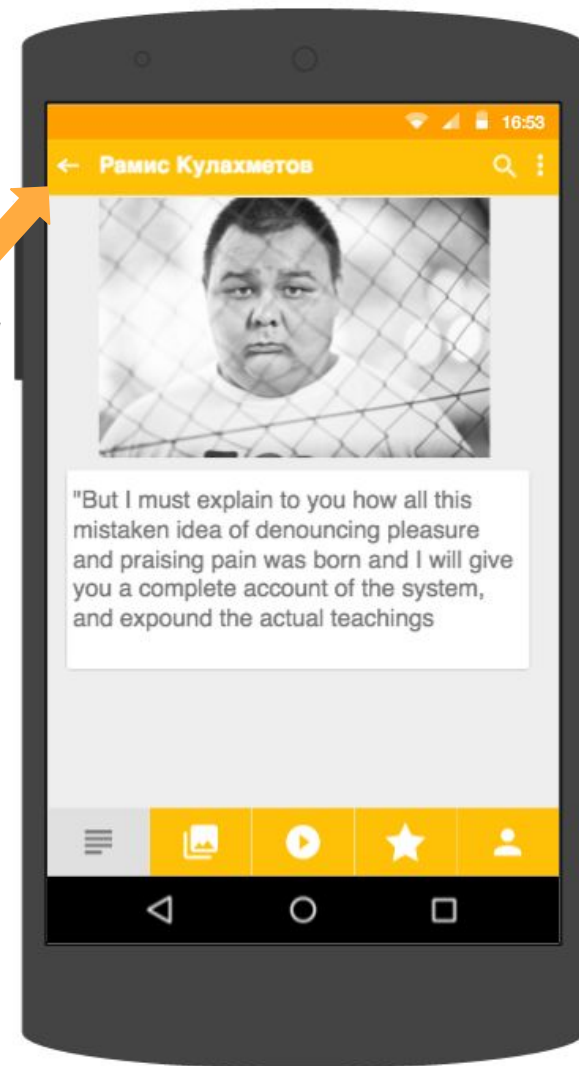 16:53
Рамис Кулахметов
"But I must explain to you how all this
mistaken idea of denouncing pleasure
and praising pain was born and I will give
you a complete account of the system,
and expound the actual teachings